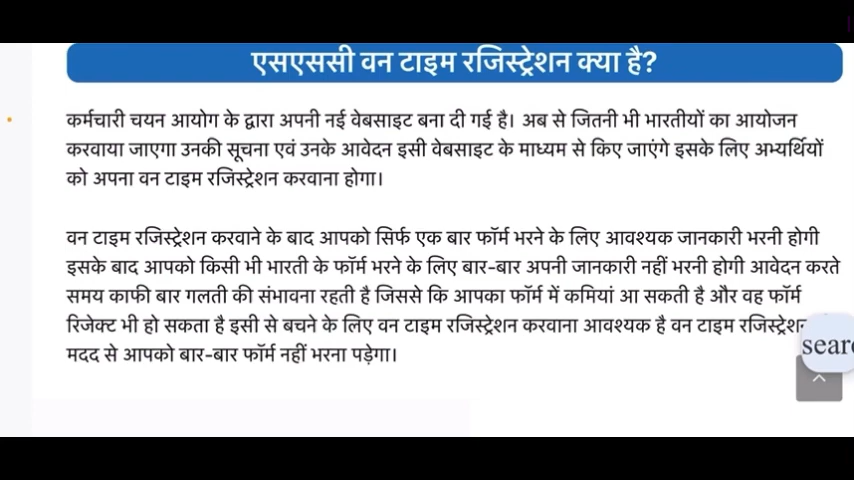 एसएससी वन टाइम रजिस्ट्रेशन क्या है?
कर्मचारी चयन आयोग के द्वारा अपनी नई वेबसाइट बना दी गई है। अब से जितनी भी भारतीयों का आयोजन
करवाया जाएगा उनकी सूचना एवं उनके आवेदन इसी वेबसाइट के माध्यम से किए जाएंगे इसके लिए अभ्यर्थियों
को अपना वन टाइम रजिस्ट्रेशन करवाना होगा।
वन टाइम रजिस्ट्रेशन करवाने के बाद आपको सिर्फ एक बार फॉर्म भरने के लिए आवश्यक जानकारी भरनी होगी
इसके बाद आपको किसी भी भारती के फॉर्म भरने के लिए बार-बार अपनी जानकारी नहीं भरनी होगी आवेदन करते
समय काफी बार गलती की संभावना रहती है जिससे कि आपका फॉर्म में कमियां आ सकती है और वह फॉर्म
रिजेक्ट भी हो सकता है इसी से बचने के लिए वन टाइम रजिस्ट्रेशन करवाना आवश्यक है वन टाइम रजिस्ट्रेशन
मदद से आपको बार-बार फॉर्म नहीं भरना पड़ेगा।
sear